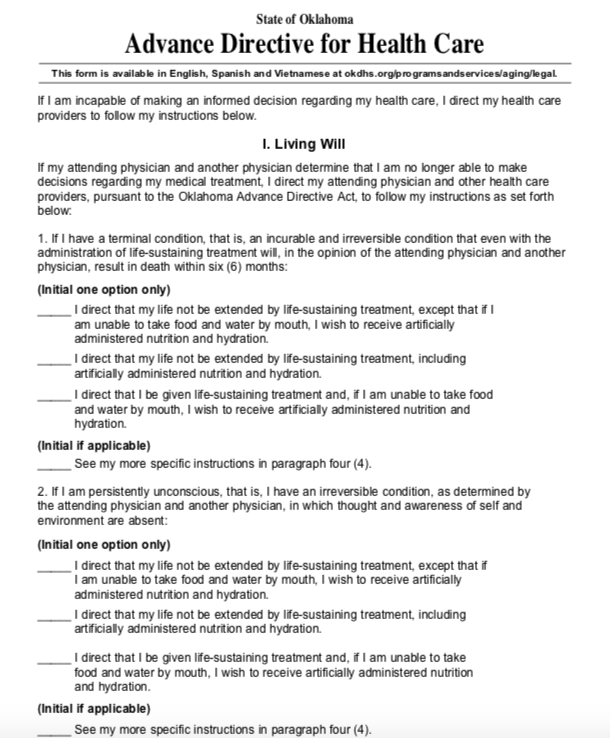 State of Oklahoma
Advance Directive for Health Care
This form is available in English, Spanish and Vietnamese at okdhs.org/programsandservices/aging/legal.
If I am incapable of making an informed decision regarding my health care, I direct my health care
providers to follow my instructions below.
I. Living Will
If my attending physician and another physician determine that I am no longer able to make
decisions regarding my medical treatment, I direct my attending physician and other health care
providers, pursuant to the Oklahoma Advance Directive Act, to follow my instructions as set forth
below:
1. If I have a terminal condition, that is, an incurable and irreversible condition that even with the
administration of life-sustaining treatment will, in the opinion of the attending physician and another
physician, result in death within six (6) months:
(Initial one option only)
_____ I direct that my life not be extended by life-sustaining treatment, except that if I
am unable to take food and water by mouth, I wish to receive artificially
administered nutrition and hydration.
_____ I direct that my life not be extended by life-sustaining treatment, including
artificially administered nutrition and hydration.
_____ I direct that I be given life-sustaining treatment and, if I am unable to take food
and water by mouth, I wish to receive artificially administered nutrition and
hydration.
(Initial if applicable)
_____ See my more specific instructions in paragraph four (4).
2. If I am persistently unconscious, that is, I have an irreversible condition, as determined by
the attending physician and another physician, in which thought and awareness of self and
environment are absent:
(Initial one option only)
_____ I direct that my life not be extended by life-sustaining treatment, except that if
I am unable to take food and water by mouth, I wish to receive artificially
administered nutrition and hydration.
_____ I direct that my life not be extended by life-sustaining treatment, including
artificially administered nutrition and hydration.
_____ I direct that I be given life-sustaining treatment and, if I am unable to take
food and water by mouth, I wish to receive artificially administered nutrition
and hydration.
(Initial if applicable)
_____ See my more specific instructions in paragraph four (4).